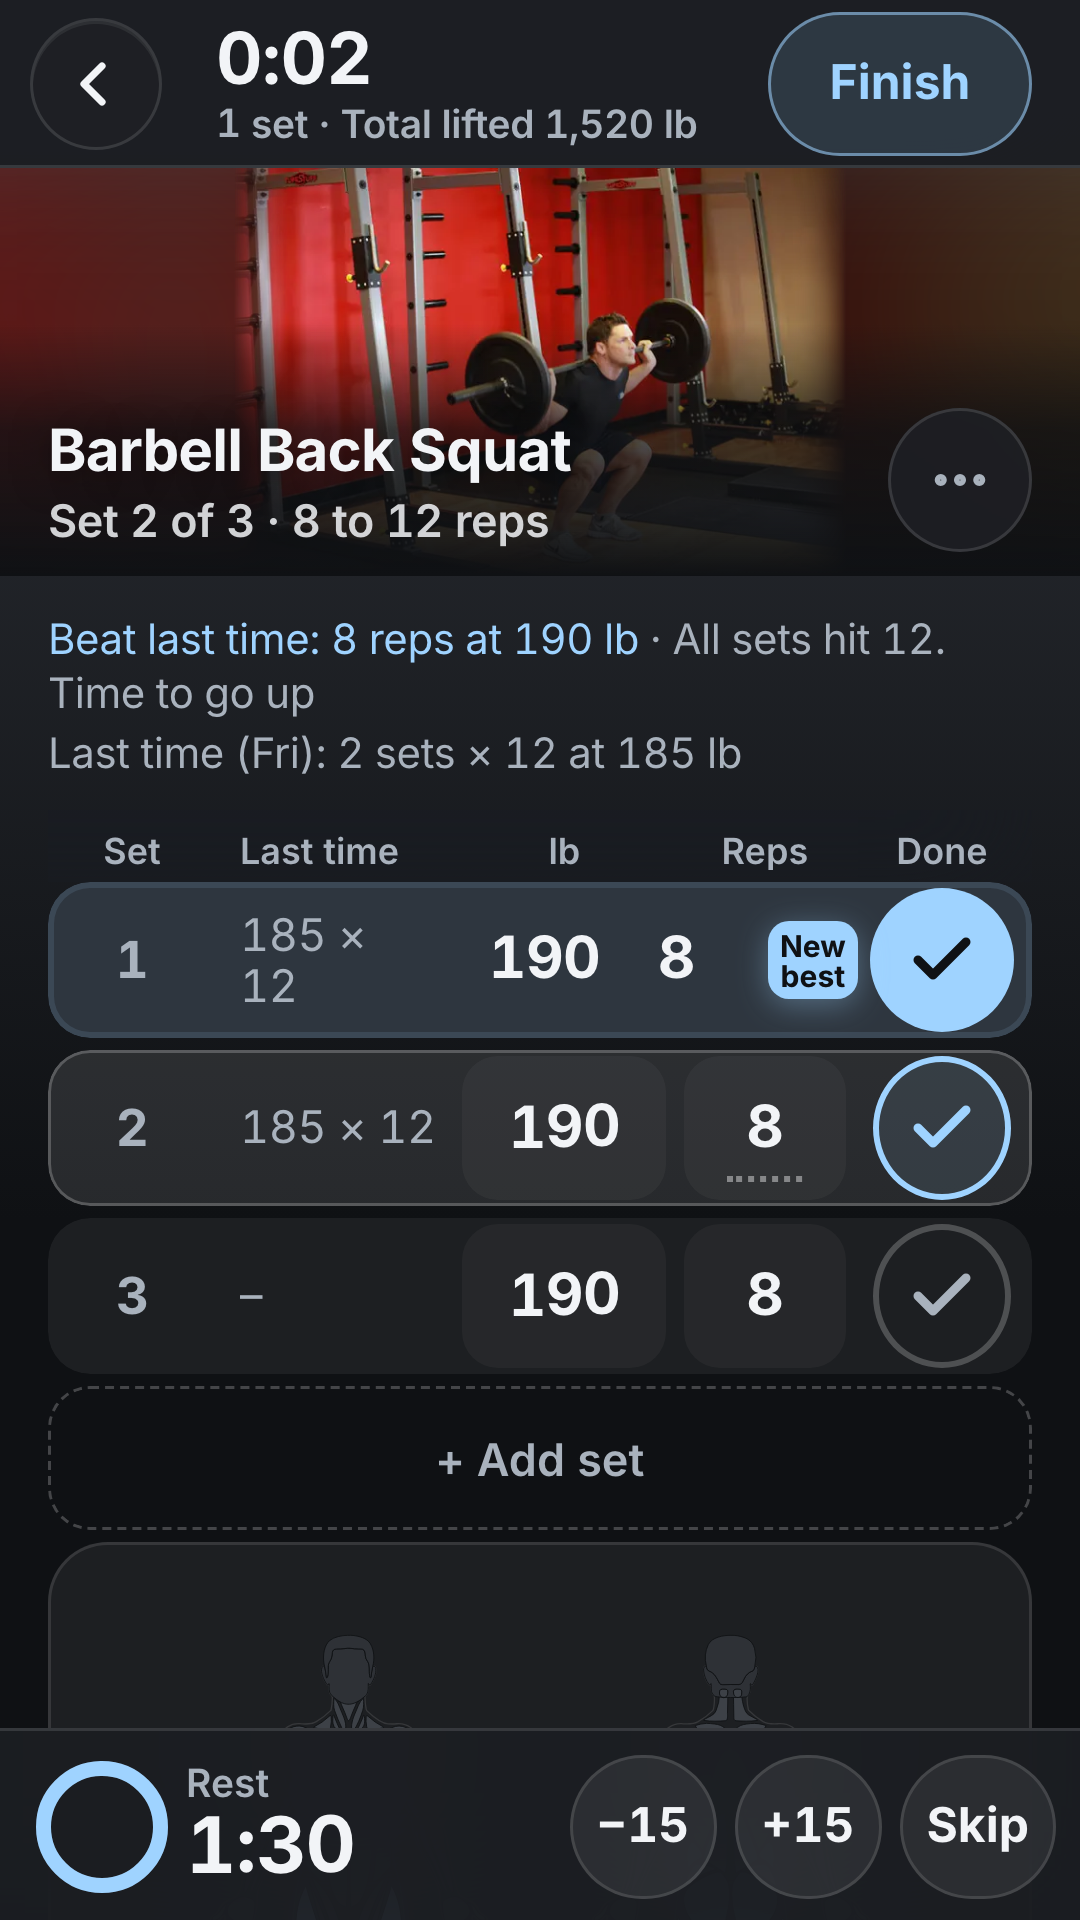 0:02
Finish
1 set · Total lifted 1,520 lb
Barbell Back Squat
Set 2 of 3 · 8 to 12 reps
Beat last time: 8 reps at 190 lb · All sets hit 12.
Time to go up
Last time (Fri): 2 sets × 12 at 185 lb
Set Last time lb Reps Done
1 185 × 12 190 8 New best
2 185 × 12 190 8
3 – 190 8
+ Add set
Rest
1:30
−15 +15 Skip